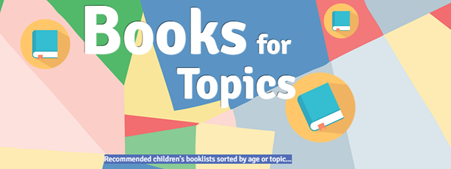 Books for
Topics
Recommended children's booklists sorted by age or topic...